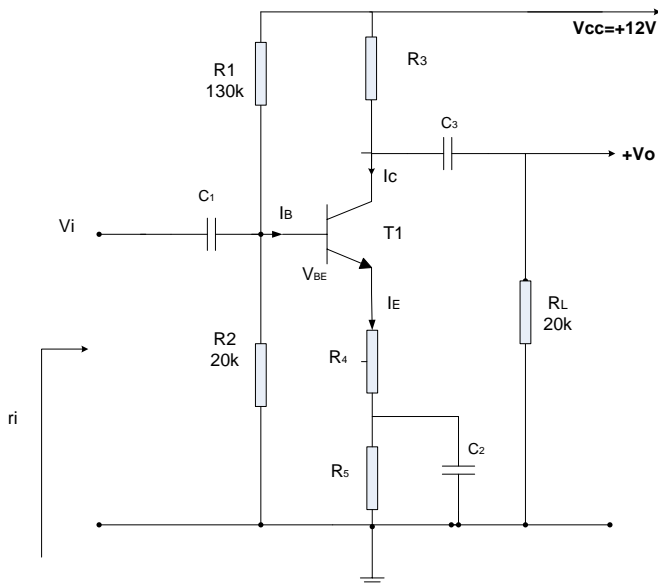 Vcc=+12V
R3
R1
130k
C3
+Vo
Ic
C1
IB
Vi
T1
VBE
IE
RL
20k
R2
20k
R4
ri
C2
R5